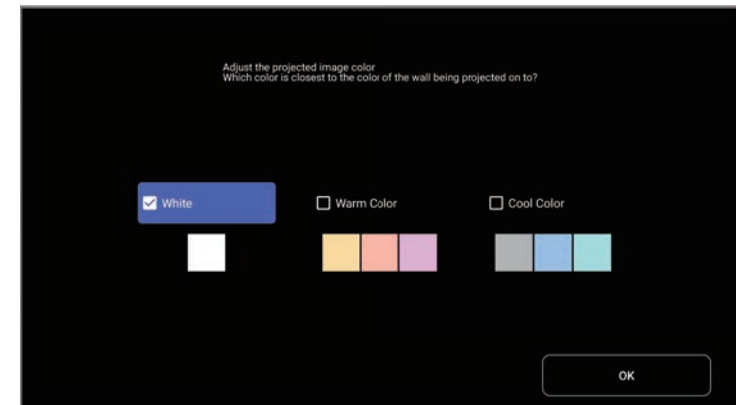 Adjust the projected image color
Which color is closest to the color of the wall being projected on to?
White
Warm Color
Cool Color
OK